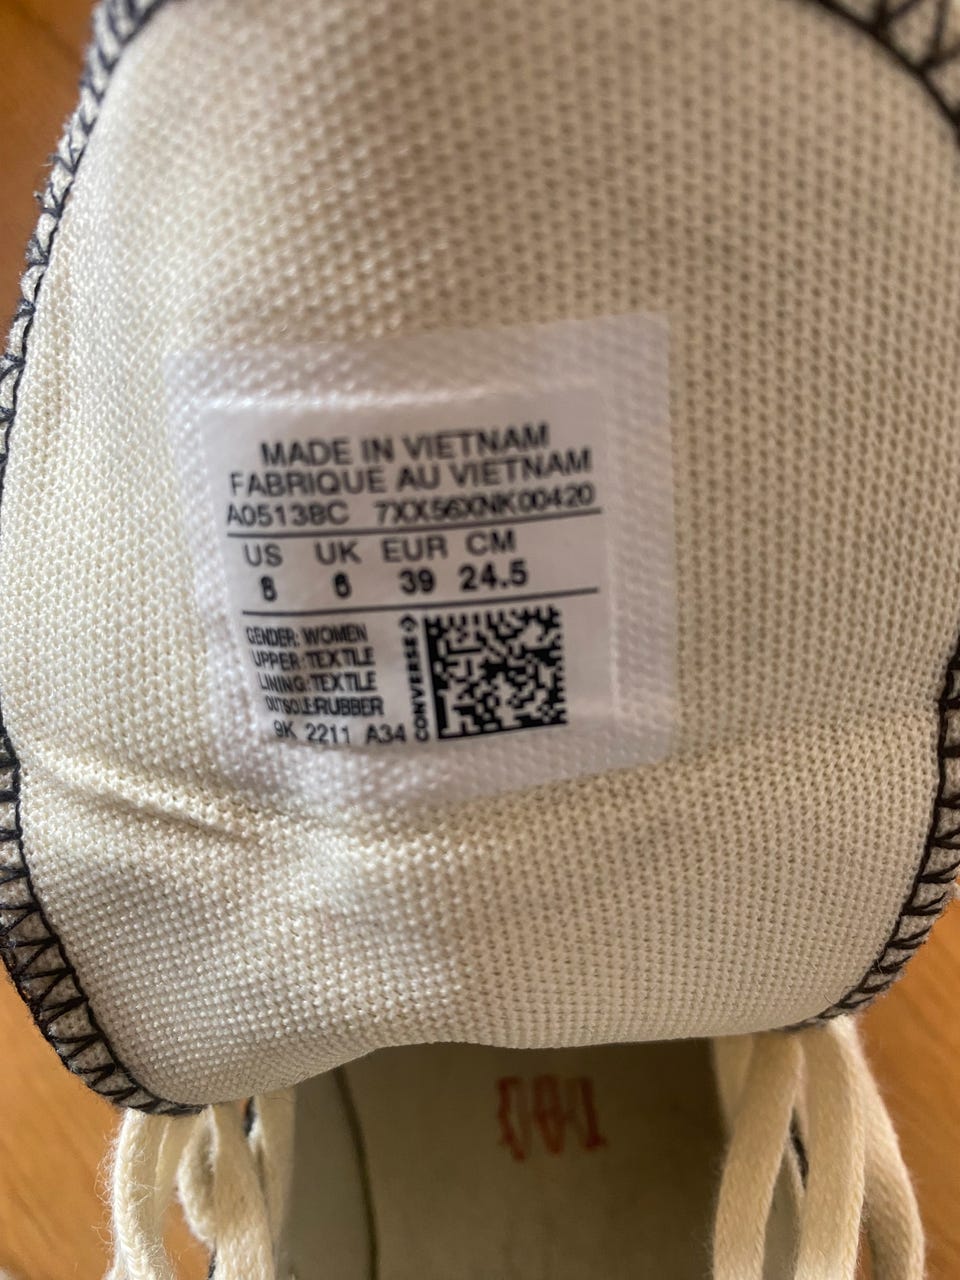 MADE IN VIETNAM
FABRIQUE AU VIETNAM
A0513BC 7XX56XNK00420
US UK EUR CM
8 6 39 24.5
GENDER: WOMEN
UPPER:TEXTILE
LINING:TEXTILE
OUTSOLE:RUBBER
9K 2211 A34
CONVERSE